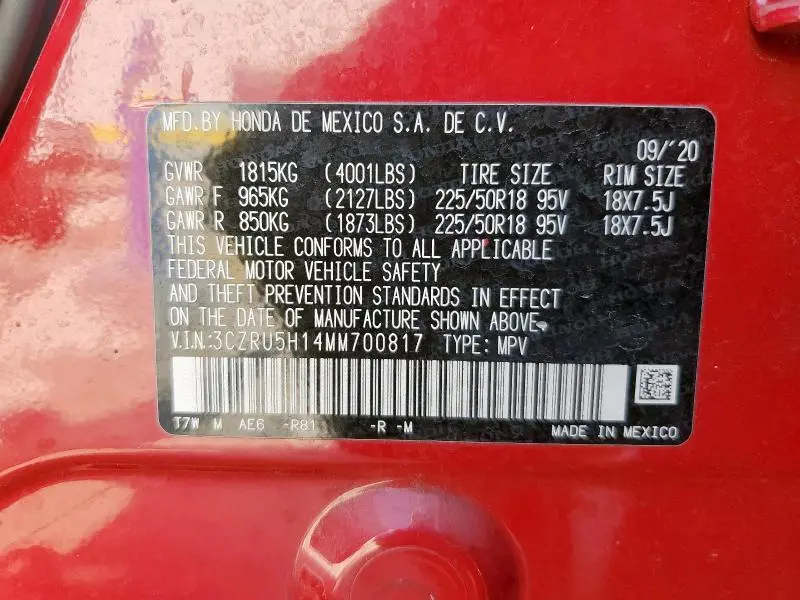 MFD. BY HONDA DE MEXICO S.A. DE C.V.
09/'20
GVWR 1815KG (4001LBS) TIRE SIZE RIM SIZE
GAWR F 965KG (2127LBS) 225/50R18 95V 18X7.5J
GAWR R 850KG (1873LBS) 225/50R18 95V 18X7.5J
THIS VEHICLE CONFORMS TO ALL APPLICABLE
FEDERAL MOTOR VEHICLE SAFETY
AND THEFT PREVENTION STANDARDS IN EFFECT
ON THE DATE OF MANUFACTURE SHOWN ABOVE.
V.I.N:3CZRU5H14MM700817 TYPE: MPV
T7W M AE6 -R81 -R -M
MADE IN MEXICO